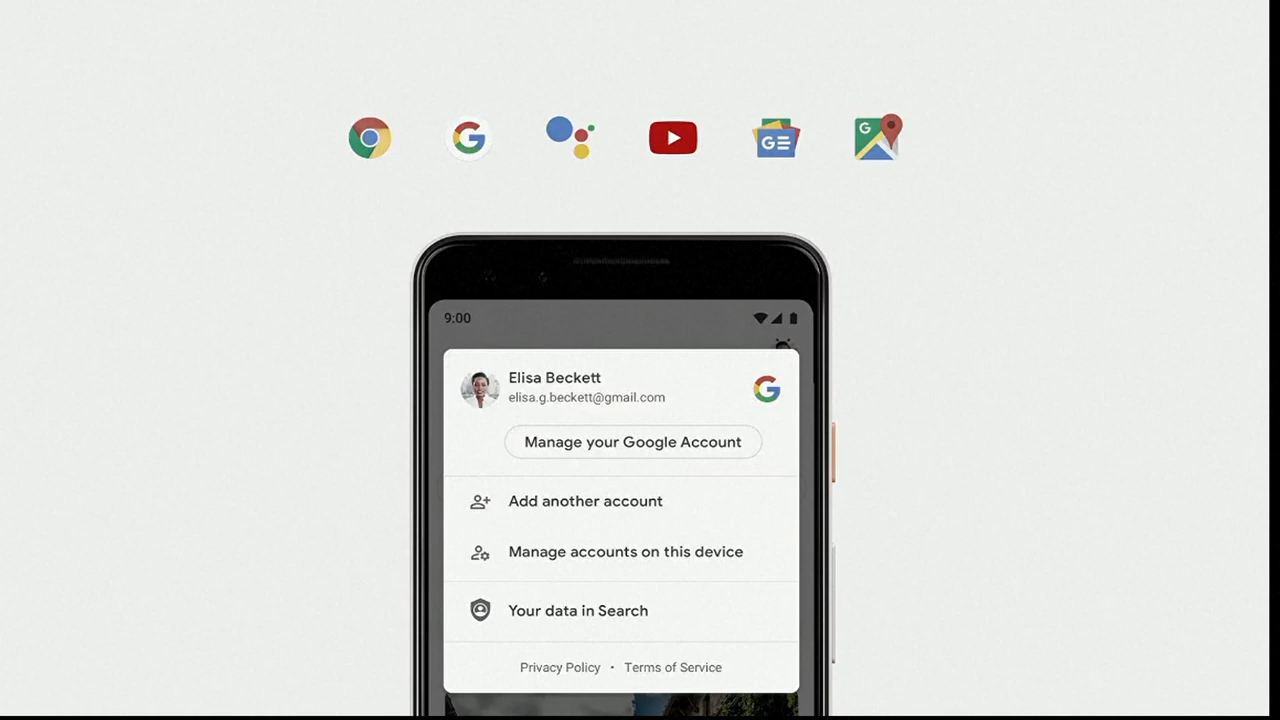 G
GE
G
9:00
Elisa Beckett
elisa.g.beckett@gmail.com
G
Manage your Google Account
Add another account
Manage accounts on this device
Your data in Search
Privacy Policy • Terms of Service